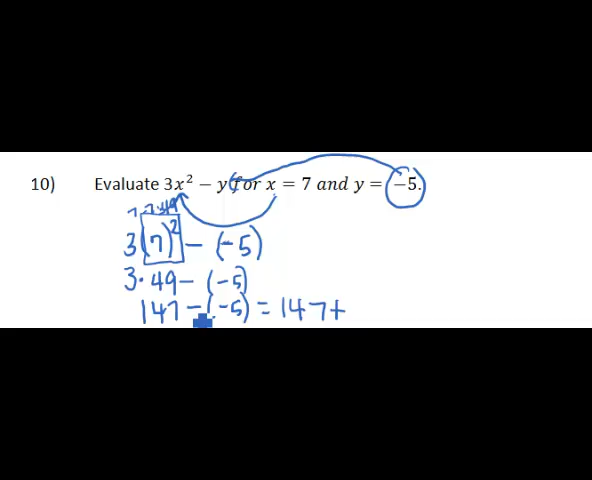 10) Evaluate 3x² − y for x = 7 and y = −5.
7·7=49
3(7)² − (−5)
3·49 − (−5)
147 − (−5) = 147+